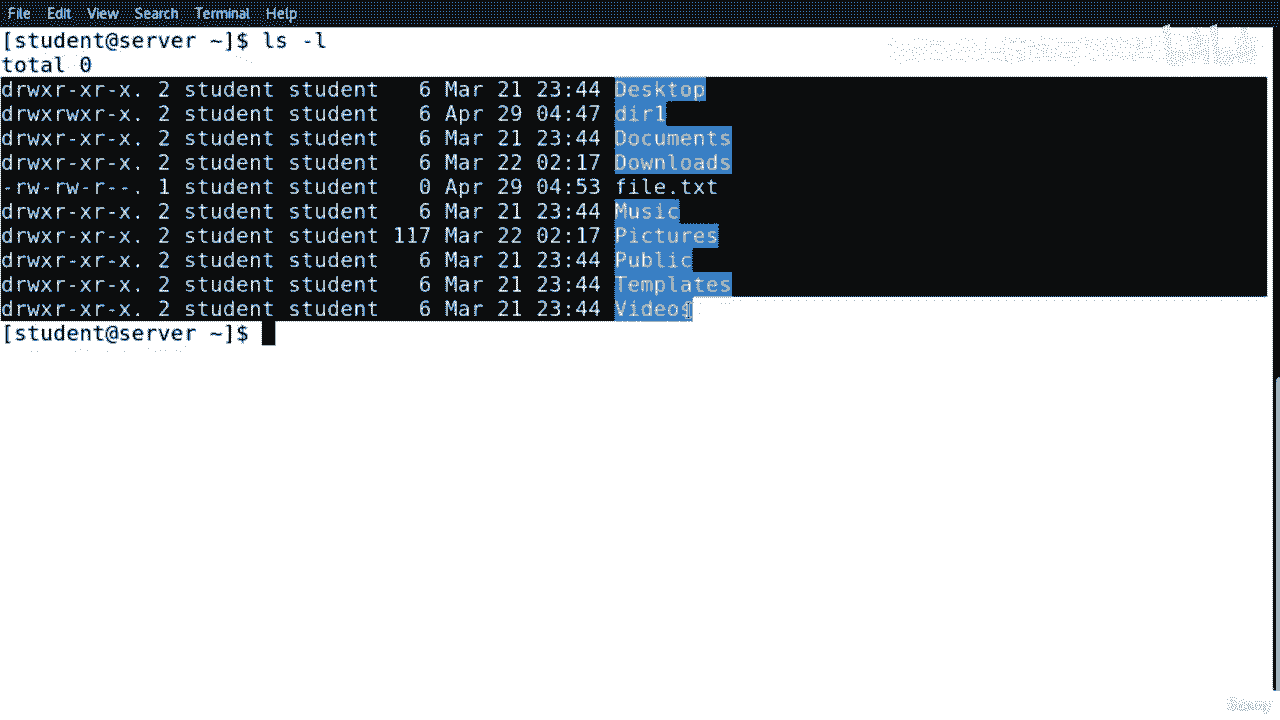 File Edit View Search Terminal Help
[student@server ~]$ ls -l
total 0
drwxr-xr-x. 2 student student   6 Mar 21 23:44 Desktop
drwxrwxr-x. 2 student student   6 Apr 29 04:47 dir1
drwxr-xr-x. 2 student student   6 Mar 21 23:44 Documents
drwxr-xr-x. 2 student student   6 Mar 22 02:17 Downloads
-rw-rw-r--. 1 student student   0 Apr 29 04:53 file.txt
drwxr-xr-x. 2 student student   6 Mar 21 23:44 Music
drwxr-xr-x. 2 student student 117 Mar 22 02:17 Pictures
drwxr-xr-x. 2 student student   6 Mar 21 23:44 Public
drwxr-xr-x. 2 student student   6 Mar 21 23:44 Templates
drwxr-xr-x. 2 student student   6 Mar 21 23:44 Videos
[student@server ~]$